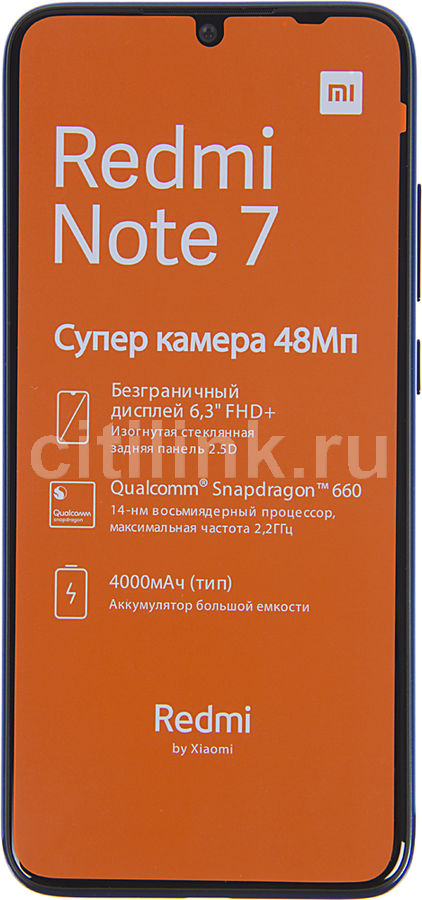 mi
Redmi
Note 7
Супер камера 48Мп
Безграничный
дисплей 6,3" FHD+
Изогнутая стеклянная
задняя панель 2.5D
citilink.ru
Qualcomm
snapdragon
Qualcomm® Snapdragon™ 660
14-нм восьмиядерный процессор,
максимальная частота 2,2ГГц
4000мАч (тип)
Аккумулятор большой емкости
Redmi
by Xiaomi